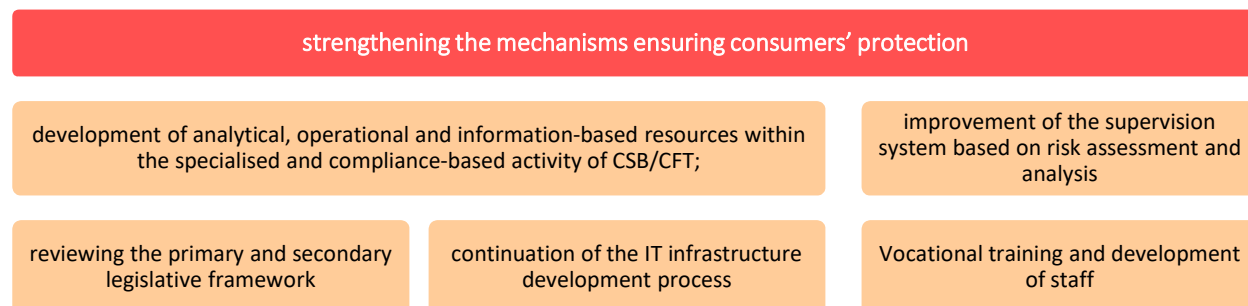 strengthening the mechanisms ensuring consumers’ protection
development of analytical, operational and information-based resources within
the specialised and compliance-based activity of CSB/CFT;
improvement of the supervision
system based on risk assessment and
analysis
reviewing the primary and secondary
legislative framework
continuation of the IT infrastructure
development process
Vocational training and development
of staff